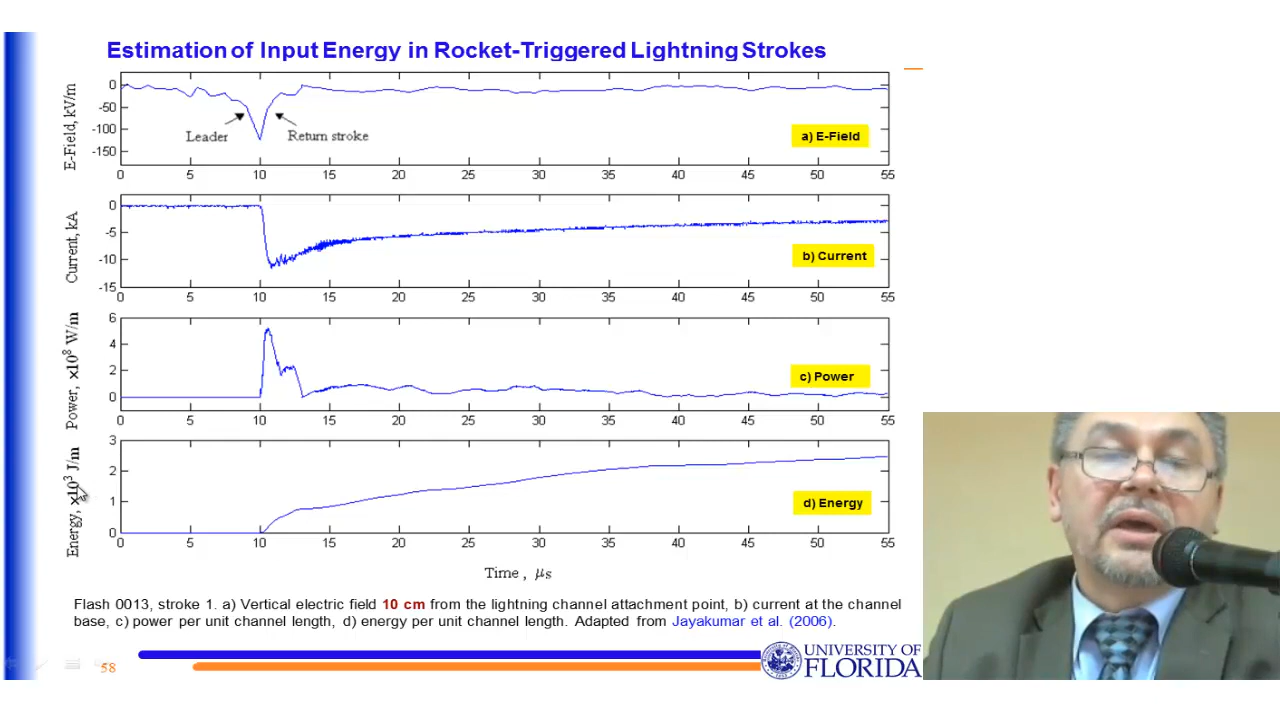 Estimation of Input Energy in Rocket-Triggered Lightning Strokes
E-Field, kV/m
0
-50
-100
-150
Leader
Return stroke
a) E-Field
0 5 10 15 20 25 30 35 40 45 50 55
Current, kA
0
-5
-10
-15
b) Current
0 5 10 15 20 25 30 35 40 45 50 55
Power, x10⁸ W/m
6
4
2
0
c) Power
0 5 10 15 20 25 30 35 40 45 50 55
Energy, x10³ J/m
3
2
1
0
d) Energy
0 5 10 15 20 25 30 35 40 45 50 55
Time , μs
Flash 0013, stroke 1. a) Vertical electric field 10 cm from the lightning channel attachment point, b) current at the channel
base, c) power per unit channel length, d) energy per unit channel length. Adapted from Jayakumar et al. (2006).
58
UNIVERSITY OF
FLORIDA